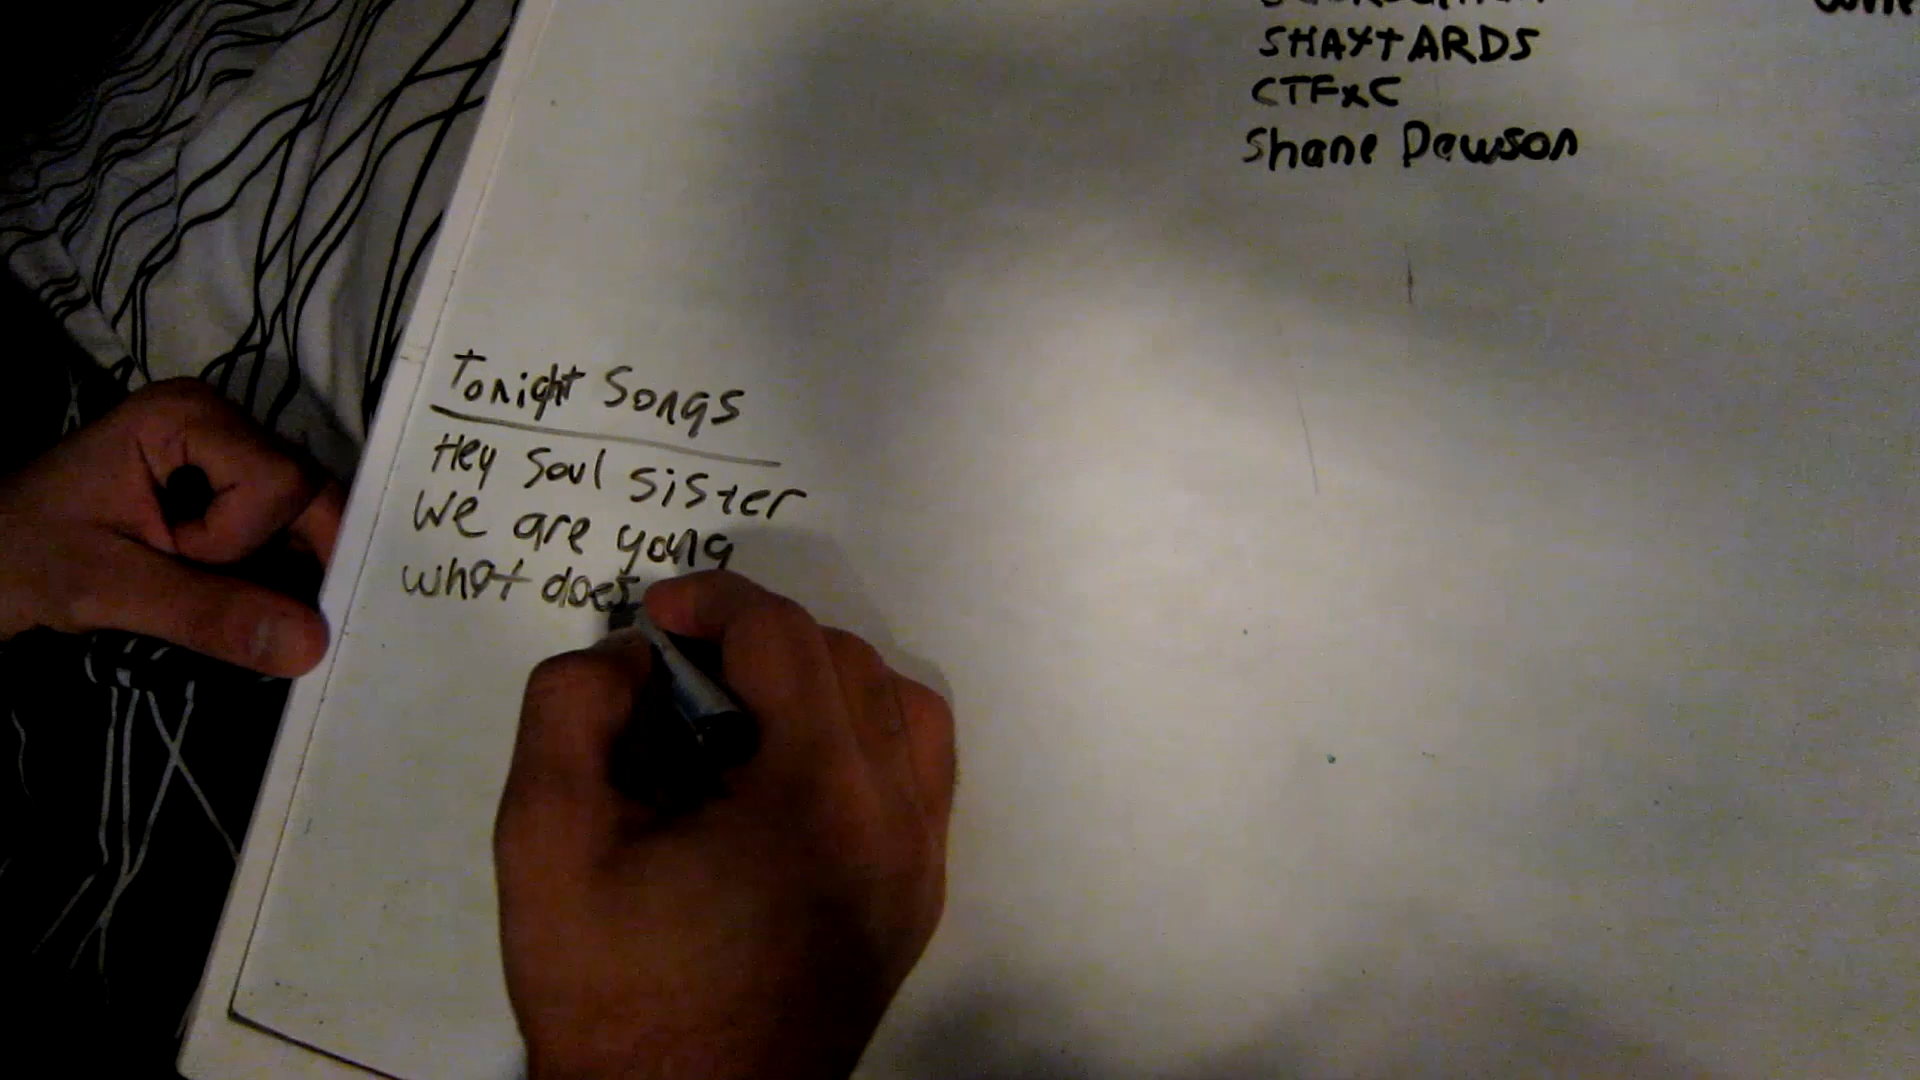 SHAYTARDS
CTFxC
Shane Dawson
Tonight Songs
Hey Soul Sister
We are yong
what does